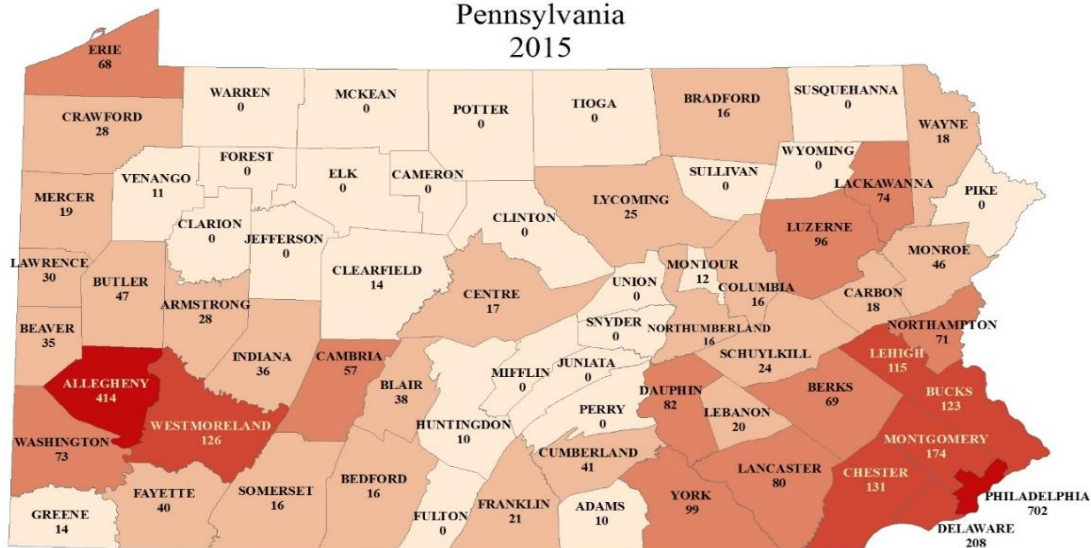 Pennsylvania
2015
ERIE
68
WARREN
0
MCKEAN
0
POTTER
0
TIOGA
0
BRADFORD
16
SUSQUEHANNA
0
CRAWFORD
28
WAYNE
18
WYOMING
0
FOREST
0
VENANGO
11
ELK
0
CAMERON
0
SULLIVAN
0
LACKAWANNA
74
PIKE
0
MERCER
19
LYCOMING
25
CLARION
0
CLINTON
0
LUZERNE
96
JEFFERSON
0
MONROE
46
LAWRENCE
30
CLEARFIELD
14
MONTOUR
12
BUTLER
47
UNION
0
COLUMBIA
16
CARBON
18
ARMSTRONG
28
CENTRE
17
BEAVER
35
SNYDER
0
NORTHUMBERLAND
16
NORTHAMPTON
71
INDIANA
36
CAMBRIA
57
JUNIATA
0
SCHUYLKILL
24
LEHIGH
115
MIFFLIN
0
ALLEGHENY
414
BLAIR
38
DAUPHIN
82
BERKS
69
BUCKS
123
PERRY
0
LEBANON
20
WESTMORELAND
126
HUNTINGDON
10
WASHINGTON
73
MONTGOMERY
174
CUMBERLAND
41
LANCASTER
80
CHESTER
131
BEDFORD
16
SOMERSET
16
FAYETTE
40
FRANKLIN
21
YORK
99
PHILADELPHIA
702
GREENE
14
FULTON
0
ADAMS
10
DELAWARE
208